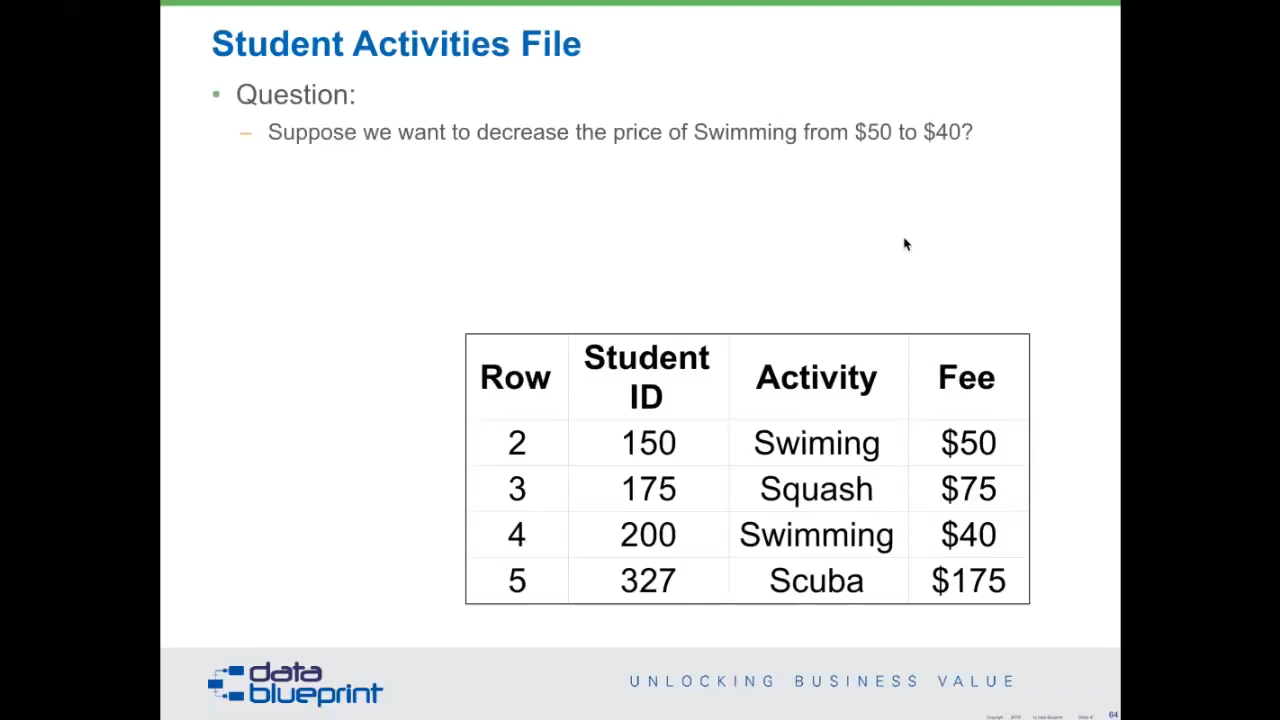 Student Activities File
• Question:
– Suppose we want to decrease the price of Swimming from $50 to $40?
Row Student ID Activity Fee
2 150 Swiming $50
3 175 Squash $75
4 200 Swimming $40
5 327 Scuba $175
data blueprint
UNLOCKING BUSINESS VALUE
64